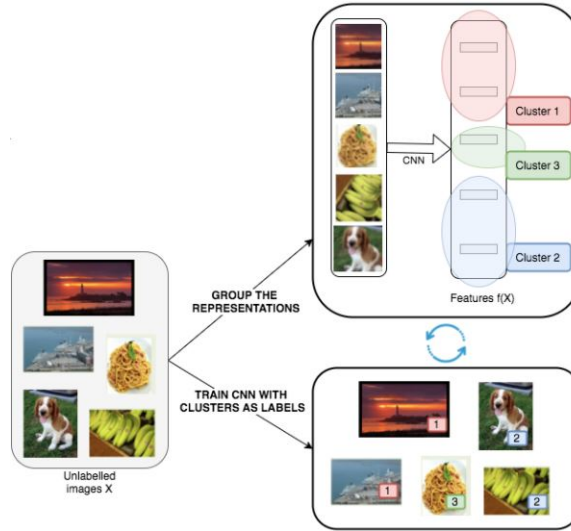 Cluster 1
CNN
Cluster 3
Cluster 2
Features f(X)
GROUP THE
REPRESENTATIONS
TRAIN CNN WITH
CLUSTERS AS LABELS
Unlabelled
images X
1
2
1
3
2